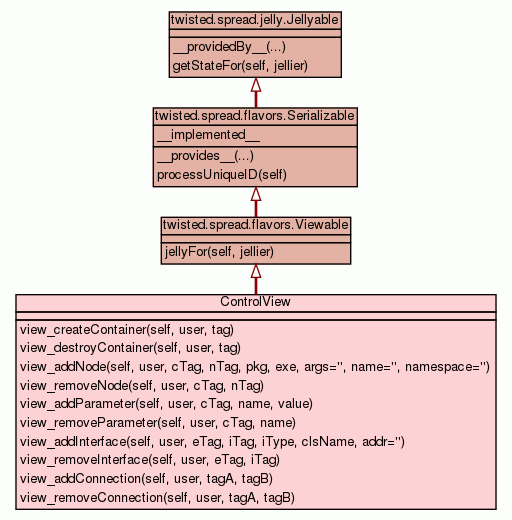 twisted.spread.jelly.Jellyable
__providedBy__(...)
getStateFor(self, jellier)
twisted.spread.flavors.Serializable
__implemented__
__provides__(...)
processUniqueID(self)
twisted.spread.flavors.Viewable
jellyFor(self, jellier)
ControlView
view_createContainer(self, user, tag)
view_destroyContainer(self, user, tag)
view_addNode(self, user, cTag, nTag, pkg, exe, args='', name='', namespace='')
view_removeNode(self, user, cTag, nTag)
view_addParameter(self, user, cTag, name, value)
view_removeParameter(self, user, cTag, name)
view_addInterface(self, user, eTag, iTag, iType, clsName, addr='')
view_removeInterface(self, user, eTag, iTag)
view_addConnection(self, user, tagA, tagB)
view_removeConnection(self, user, tagA, tagB)